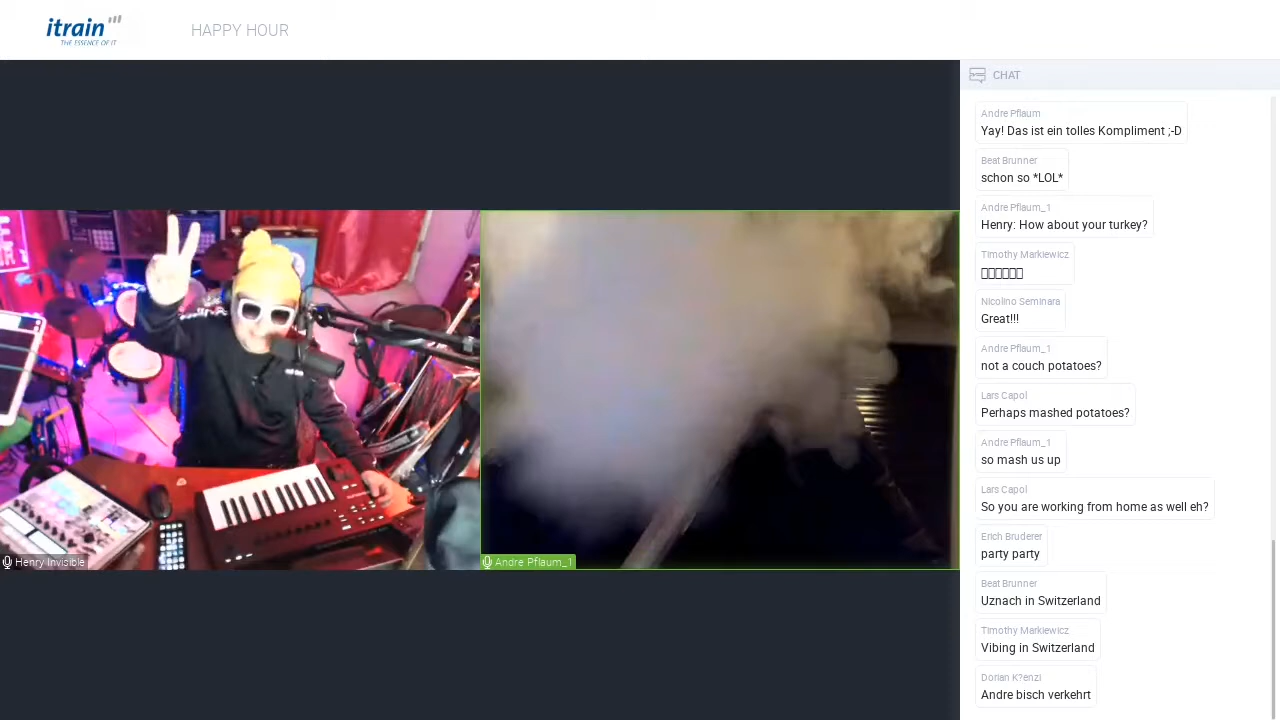 itrain
THE ESSENCE OF IT
HAPPY HOUR
CHAT
Andre Pflaum
Yay! Das ist ein tolles Kompliment ;-D
Beat Brunner
schon so *LOL*
Andre Pflaum_1
Henry: How about your turkey?
Timothy Markiewicz
Nicolino Seminara
Great!!!
Andre Pflaum_1
not a couch potatoes?
Lars Capol
Perhaps mashed potatoes?
Andre Pflaum_1
so mash us up
Lars Capol
So you are working from home as well eh?
Erich Bruderer
party party
Beat Brunner
Uznach in Switzerland
Timothy Markiewicz
Vibing in Switzerland
Dorian K?enzi
Andre bisch verkehrt
Henry Invisible
Andre Pflaum_1